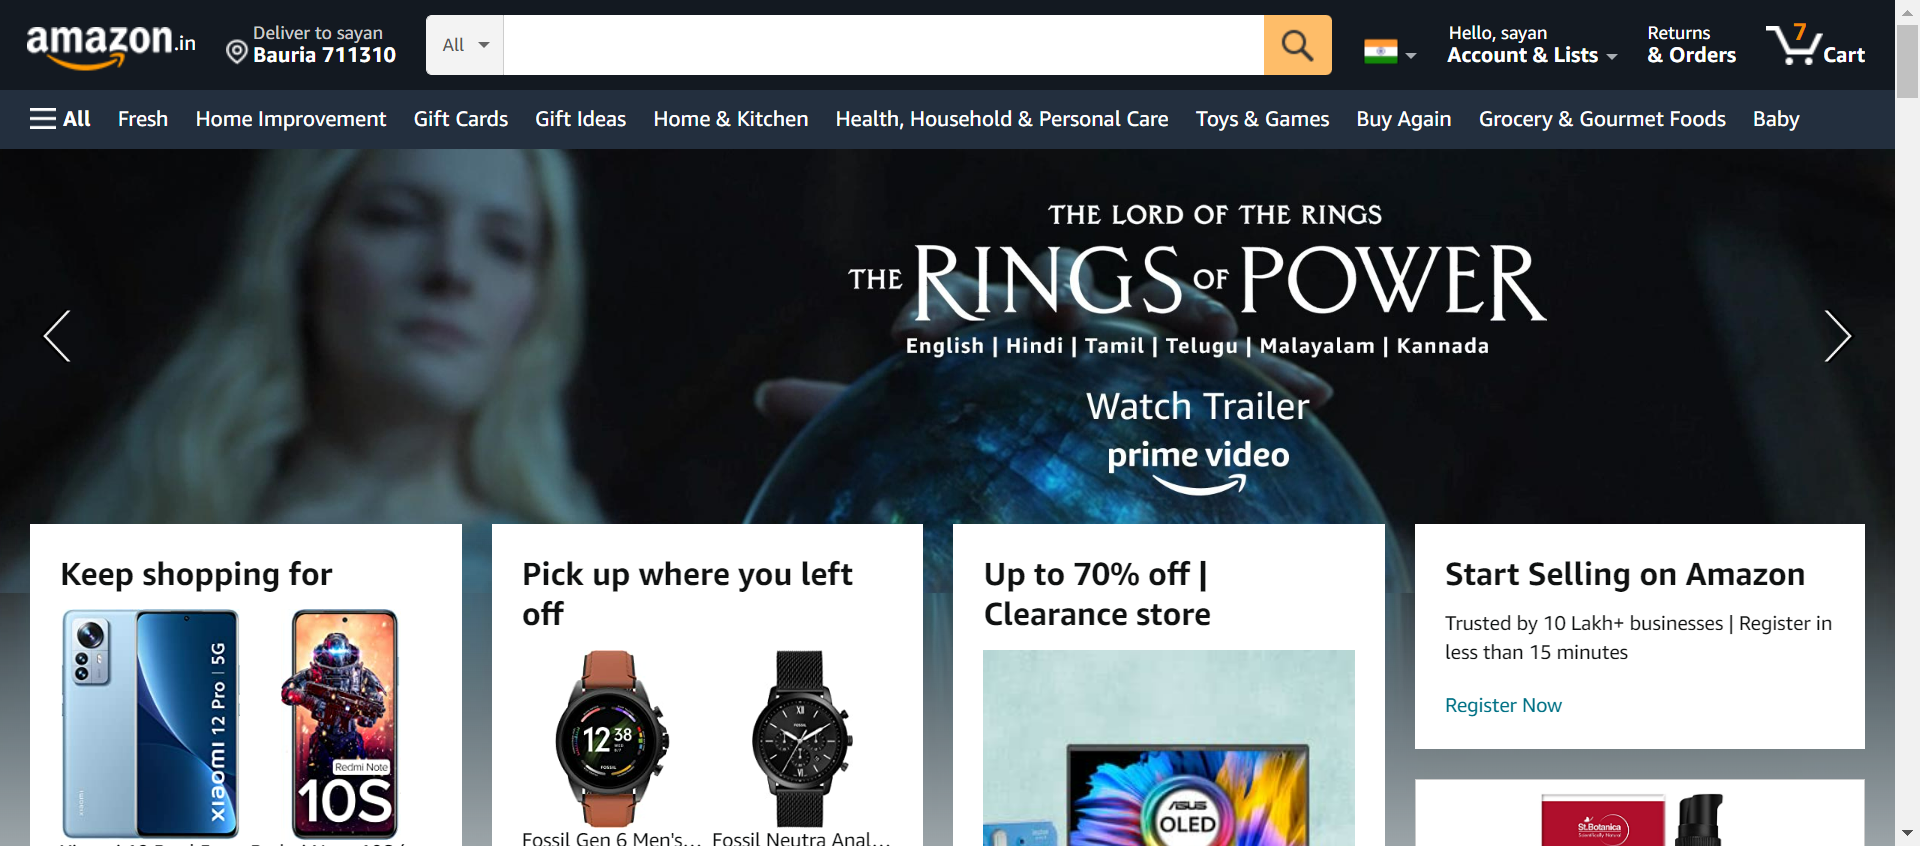 amazon.in
Deliver to sayan
Bauria 711310
All
Hello, sayan
Account & Lists
Returns
& Orders
7
Cart
All
Fresh
Home Improvement
Gift Cards
Gift Ideas
Home & Kitchen
Health, Household & Personal Care
Toys & Games
Buy Again
Grocery & Gourmet Foods
Baby
THE LORD OF THE RINGS
THE RINGS OF POWER
English | Hindi | Tamil | Telugu | Malayalam | Kannada
Watch Trailer
prime video
Keep shopping for
xiaomi 12 Pro | 5G
Redmi Note
10S
Pick up where you left
off
12 38
FOSSIL
XII
FOSSIL
VI
Fossil Gen 6 Men's...
Fossil Neutra Anal...
Up to 70% off |
Clearance store
ASUS
OLED
Start Selling on Amazon
Trusted by 10 Lakh+ businesses | Register in
less than 15 minutes
Register Now
St.Botanica